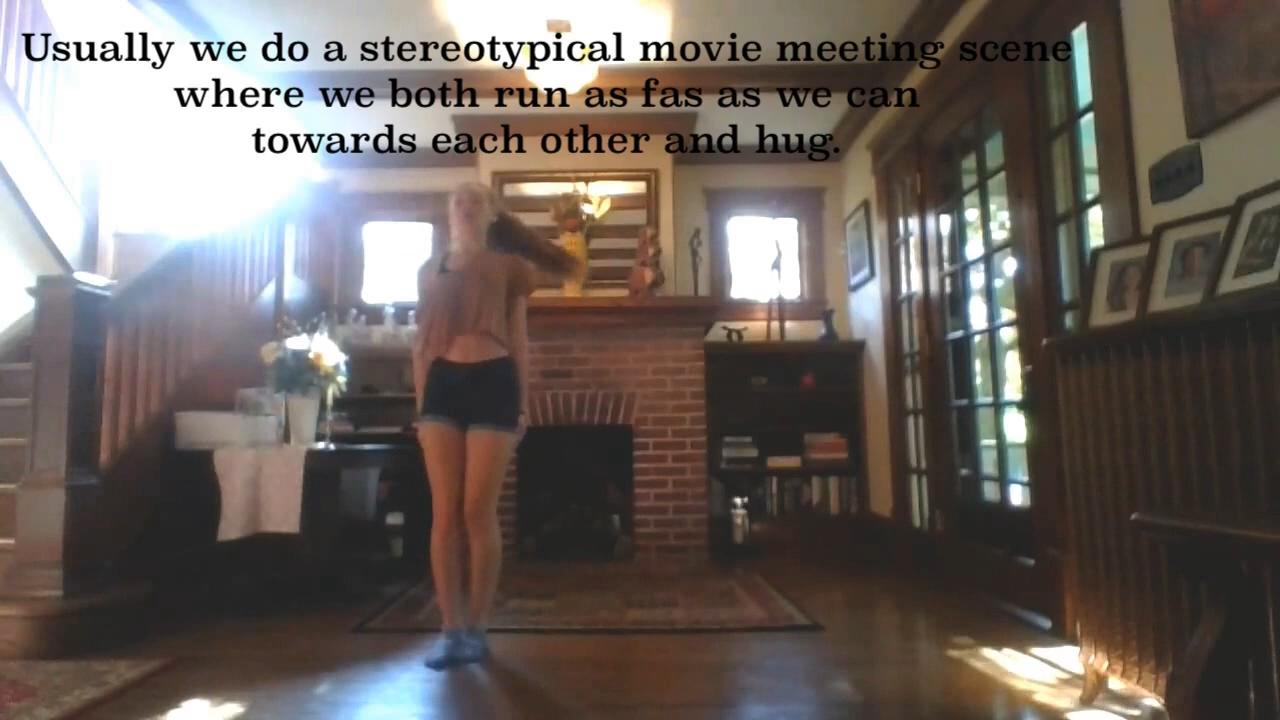 Usually we do a stereotypical movie meeting scene
where we both run as fas as we can
towards each other and hug.